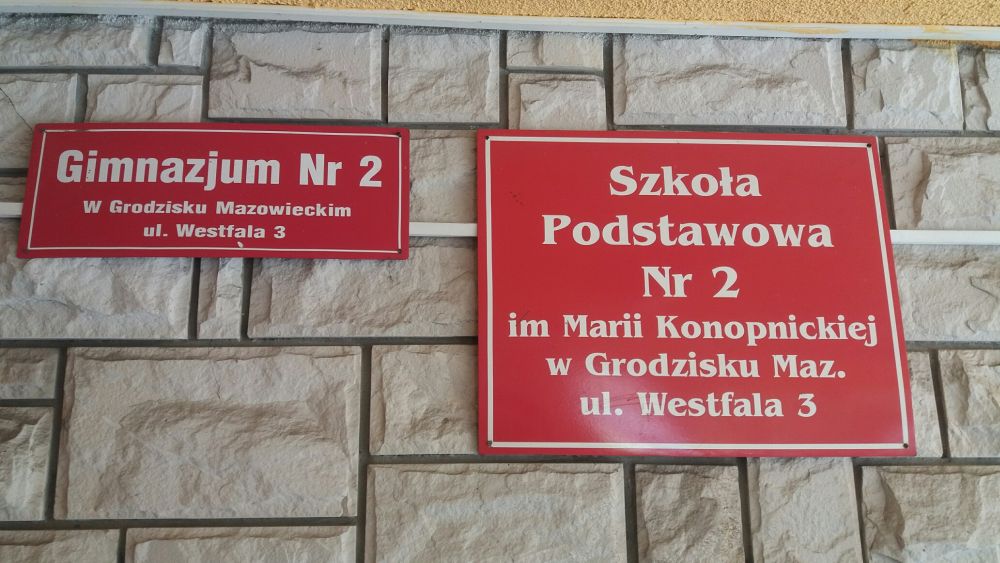 Gimnazjum Nr 2
W Grodzisku Mazowieckim
ul. Westfala 3
Szkoła
Podstawowa
Nr 2
im Marii Konopnickiej
w Grodzisku Maz.
ul. Westfala 3